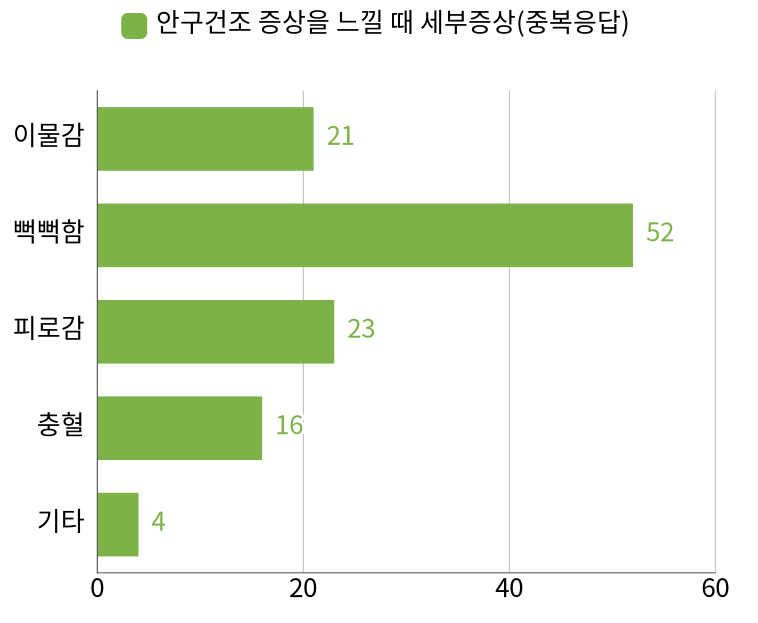 안구건조 증상을 느낄 때 세부증상(중복응답)
이물감 21
뻑뻑함 52
피로감 23
충혈 16
기타 4
0 20 40 60